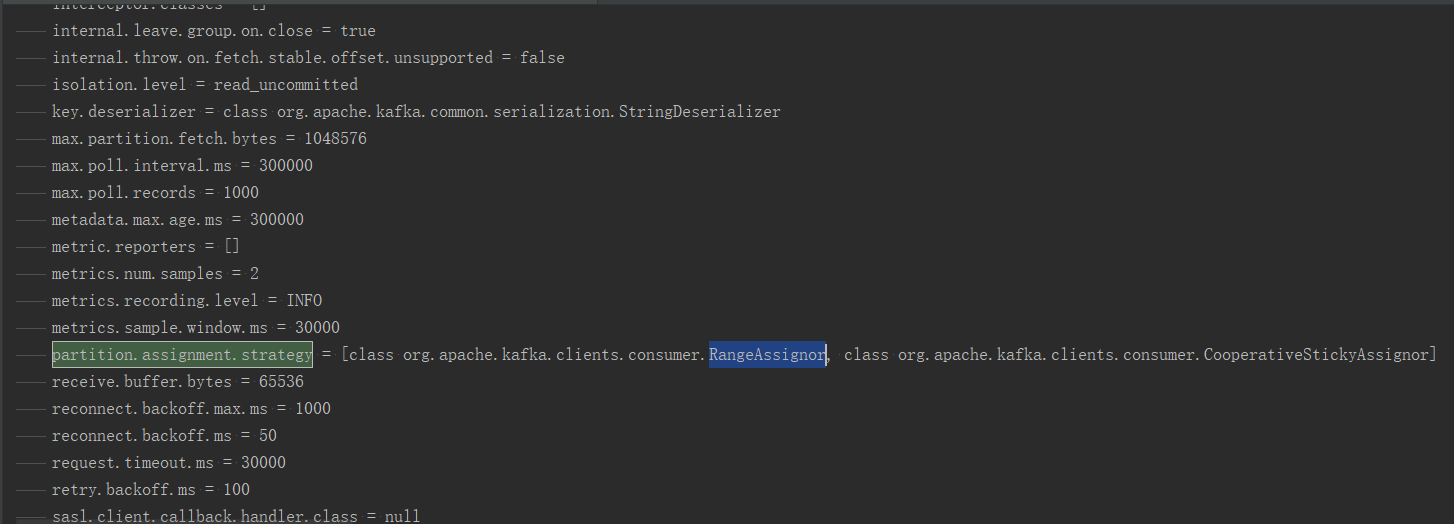 interceptor.classes = []
internal.leave.group.on.close = true
internal.throw.on.fetch.stable.offset.unsupported = false
isolation.level = read_uncommitted
key.deserializer = class org.apache.kafka.common.serialization.StringDeserializer
max.partition.fetch.bytes = 1048576
max.poll.interval.ms = 300000
max.poll.records = 1000
metadata.max.age.ms = 300000
metric.reporters = []
metrics.num.samples = 2
metrics.recording.level = INFO
metrics.sample.window.ms = 30000
partition.assignment.strategy = [class org.apache.kafka.clients.consumer.RangeAssignor, class org.apache.kafka.clients.consumer.CooperativeStickyAssignor]
receive.buffer.bytes = 65536
reconnect.backoff.max.ms = 1000
reconnect.backoff.ms = 50
request.timeout.ms = 30000
retry.backoff.ms = 100
sasl.client.callback.handler.class = null